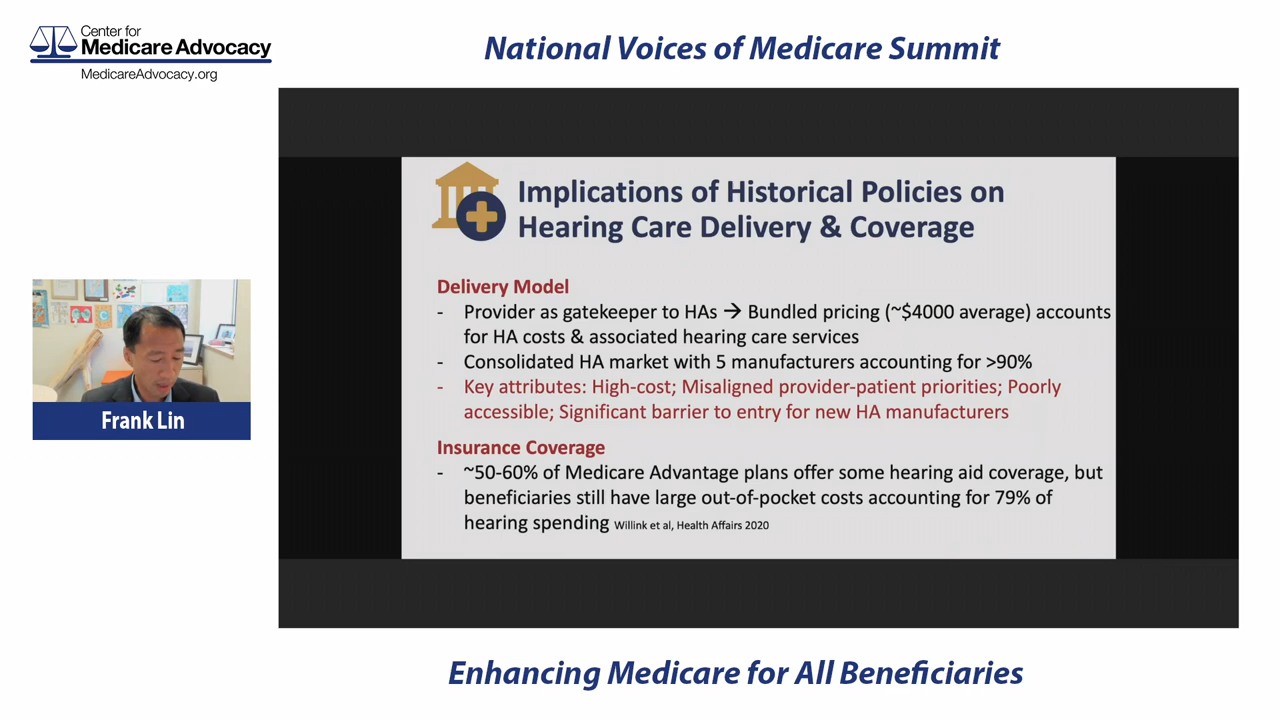 Center for
Medicare Advocacy
MedicareAdvocacy.org
National Voices of Medicare Summit
Implications of Historical Policies on
Hearing Care Delivery & Coverage
Delivery Model
- Provider as gatekeeper to HAs → Bundled pricing (~$4000 average) accounts
for HA costs & associated hearing care services
- Consolidated HA market with 5 manufacturers accounting for >90%
- Key attributes: High-cost; Misaligned provider-patient priorities; Poorly
accessible; Significant barrier to entry for new HA manufacturers
Insurance Coverage
- ~50-60% of Medicare Advantage plans offer some hearing aid coverage, but
beneficiaries still have large out-of-pocket costs accounting for 79% of
hearing spending Willink et al, Health Affairs 2020
Frank Lin
Enhancing Medicare for All Beneficiaries